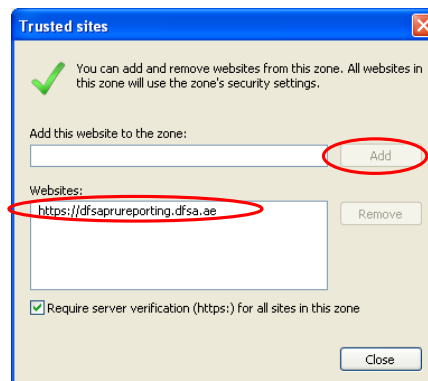 Trusted sites
You can add and remove websites from this zone. All websites in
this zone will use the zone's security settings.
Add this website to the zone:
Add
Websites:
https://dfsaprureporting.dfsa.ae
Remove
Require server verification (https:) for all sites in this zone
Close